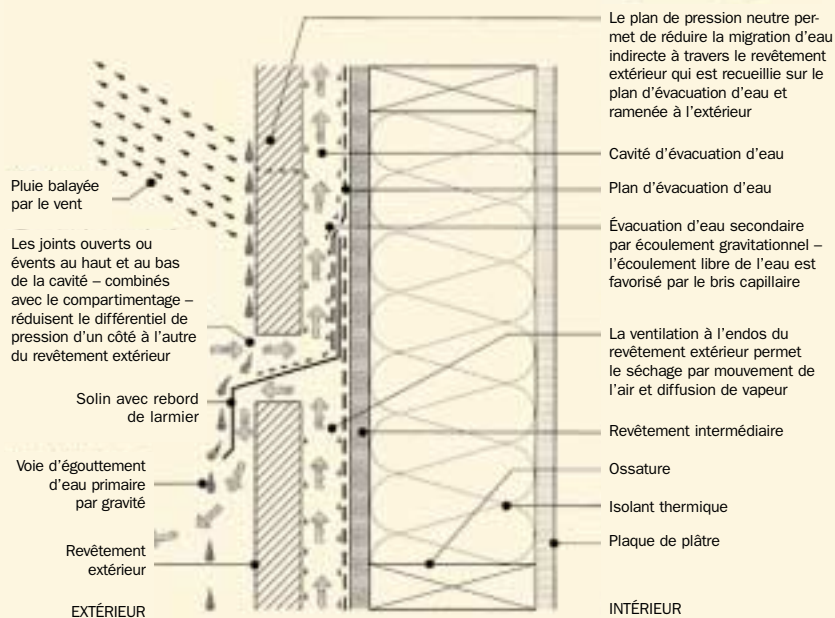 Pluie balayée
par le vent
Les joints ouverts ou
évents au haut et au bas
de la cavité – combinés
avec le compartimentage –
réduisent le différentiel de
pression d'un côté à l'autre
du revêtement extérieur
Solin avec rebord
de larmier
Voie d'égouttement
d'eau primaire
par gravité
Revêtement
extérieur
EXTÉRIEUR
Le plan de pression neutre per-
met de réduire la migration d'eau
indirecte à travers le revêtement
extérieur qui est recueillie sur le
plan d'évacuation d'eau et
ramenée à l'extérieur
Cavité d'évacuation d'eau
Plan d'évacuation d'eau
Évacuation d'eau secondaire
par écoulement gravitationnel –
l'écoulement libre de l'eau est
favorisé par le bris capillaire
La ventilation à l'endos du
revêtement extérieur permet
le séchage par mouvement de
l'air et diffusion de vapeur
Revêtement intermédiaire
Ossature
Isolant thermique
Plaque de plâtre
INTÉRIEUR